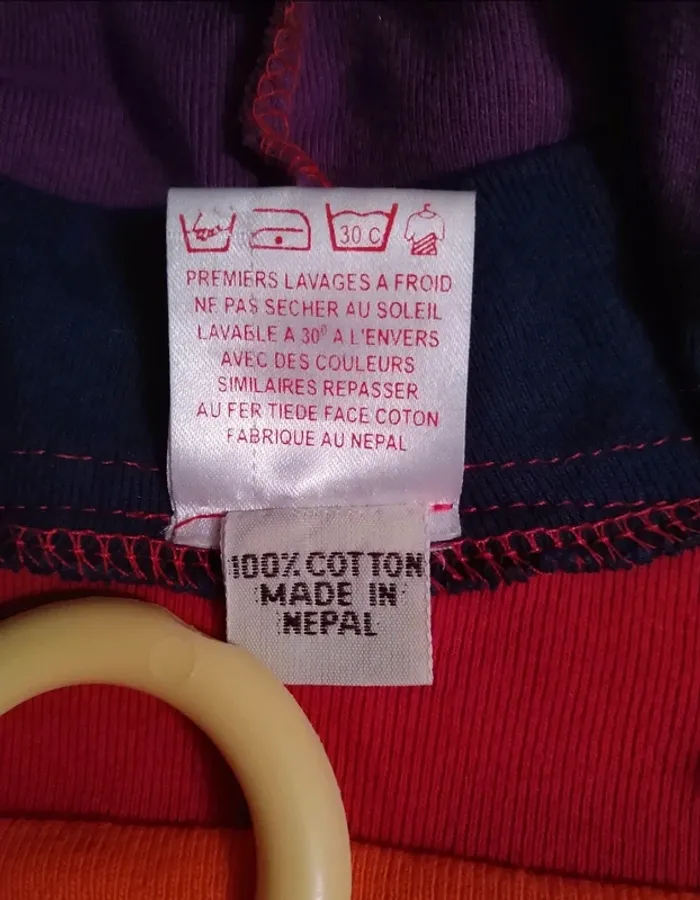 30 C
PREMIERS LAVAGES A FROID
NE PAS SECHER AU SOLEIL
LAVABLE A 30° A L'ENVERS
AVEC DES COULEURS
SIMILAIRES REPASSER
AU FER TIEDE FACE COTON
FABRIQUE AU NEPAL
100% COTTON
MADE IN
NEPAL